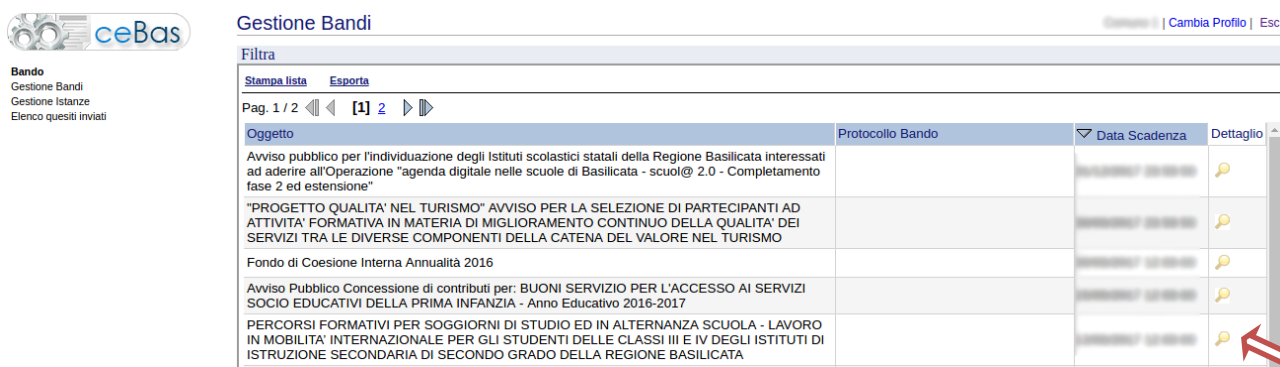 ceBas
Gestione Bandi
| Cambia Profilo | Esc
Bando
Gestione Bandi
Gestione Istanze
Elenco quesiti inviati
Filtra
Stampa lista Esporta
Pag. 1 / 2 [1] 2
Oggetto Protocollo Bando Data Scadenza Dettaglio
Avviso pubblico per l'individuazione degli Istituti scolastici statali della Regione Basilicata interessati
ad aderire all'Operazione "agenda digitale nelle scuole di Basilicata - scuol@ 2.0 - Completamento
fase 2 ed estensione"
"PROGETTO QUALITA' NEL TURISMO" AVVISO PER LA SELEZIONE DI PARTECIPANTI AD
ATTIVITA' FORMATIVA IN MATERIA DI MIGLIORAMENTO CONTINUO DELLA QUALITA' DEI
SERVIZI TRA LE DIVERSE COMPONENTI DELLA CATENA DEL VALORE NEL TURISMO
Fondo di Coesione Interna Annualità 2016
Avviso Pubblico Concessione di contributi per: BUONI SERVIZIO PER L'ACCESSO AI SERVIZI
SOCIO EDUCATIVI DELLA PRIMA INFANZIA - Anno Educativo 2016-2017
PERCORSI FORMATIVI PER SOGGIORNI DI STUDIO ED IN ALTERNANZA SCUOLA - LAVORO
IN MOBILITA' INTERNAZIONALE PER GLI STUDENTI DELLE CLASSI III E IV DEGLI ISTITUTI DI
ISTRUZIONE SECONDARIA DI SECONDO GRADO DELLA REGIONE BASILICATA